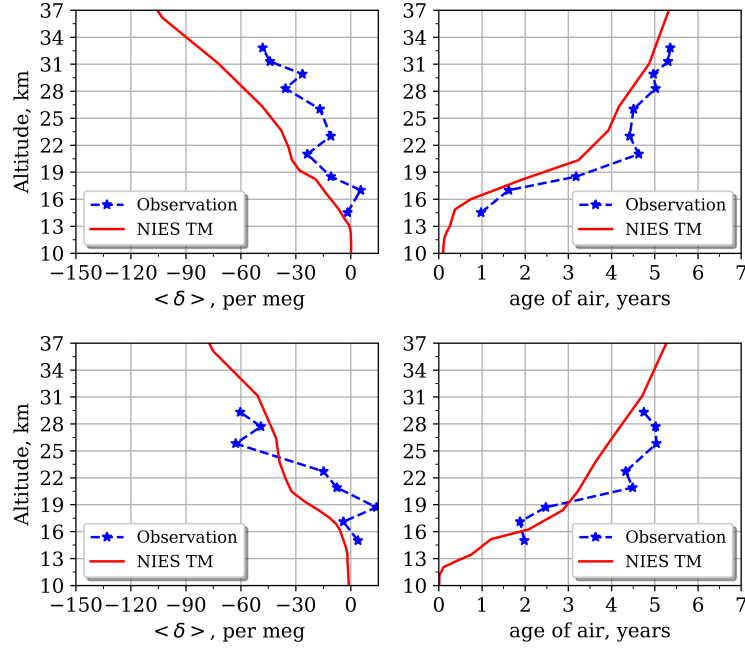 Altitude, km
37
34
31
28
25
22
19
16
13
10
Observation
NIES TM
−150 −120 −90 −60 −30 0
<δ> , per meg
37
34
31
28
25
22
19
16
13
10
Observation
NIES TM
0 1 2 3 4 5 6 7
age of air, years
Altitude, km
37
34
31
28
25
22
19
16
13
10
Observation
NIES TM
−150 −120 −90 −60 −30 0
<δ> , per meg
37
34
31
28
25
22
19
16
13
10
Observation
NIES TM
0 1 2 3 4 5 6 7
age of air, years